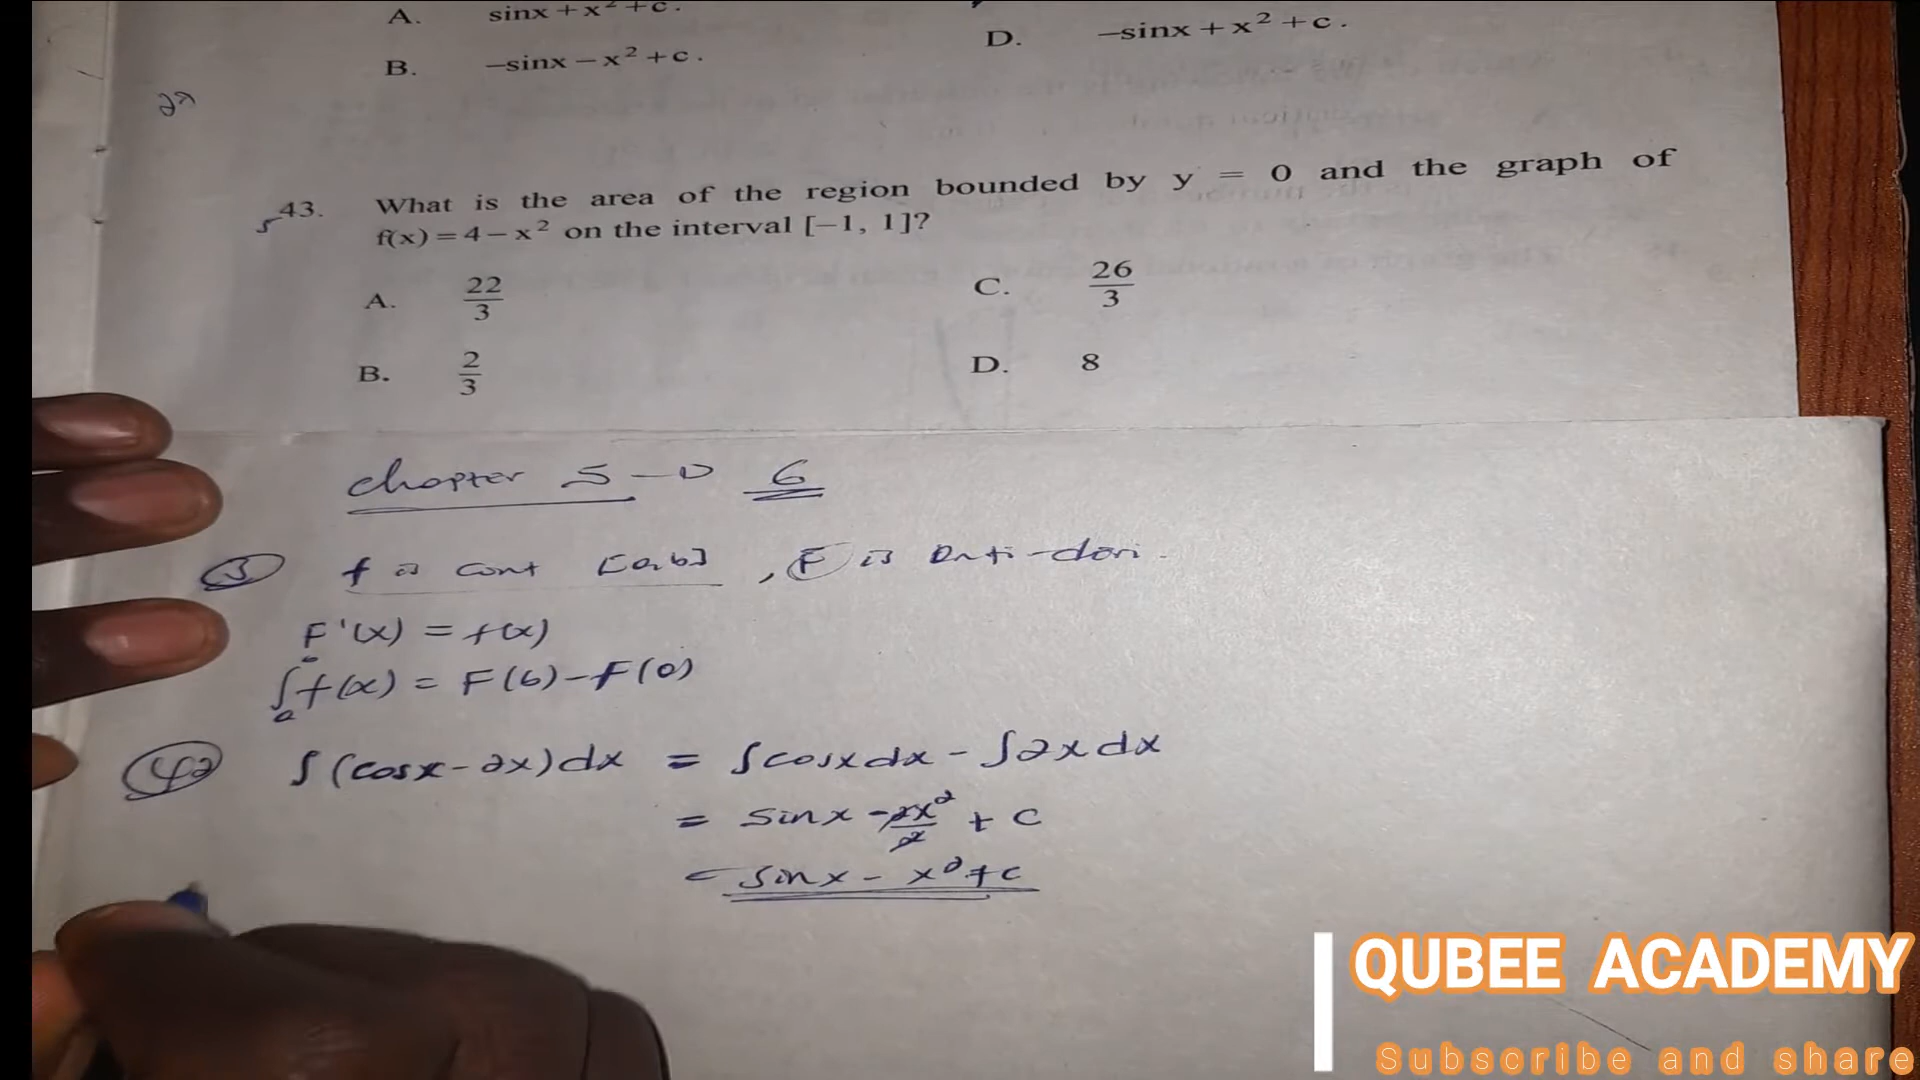 A. sinx + x² + c.
D. −sinx + x² + c.
B. −sinx − x² + c.
43. What is the area of the region bounded by y = 0 and the graph of
f(x) = 4 − x² on the interval [−1, 1]?
A. 22/3
C. 26/3
B. 2/3
D. 8
chapter 5 → 6
5 f is cont [a,b], F is Anti-deri.
F'(x) = f(x)
∫f(x) = F(b) − F(a)
42 ∫(cosx − 2x)dx = ∫cosxdx − ∫2xdx
= sinx − 2x²/2 + c
= sinx − x² + c
QUBEE ACADEMY
Subscribe and share